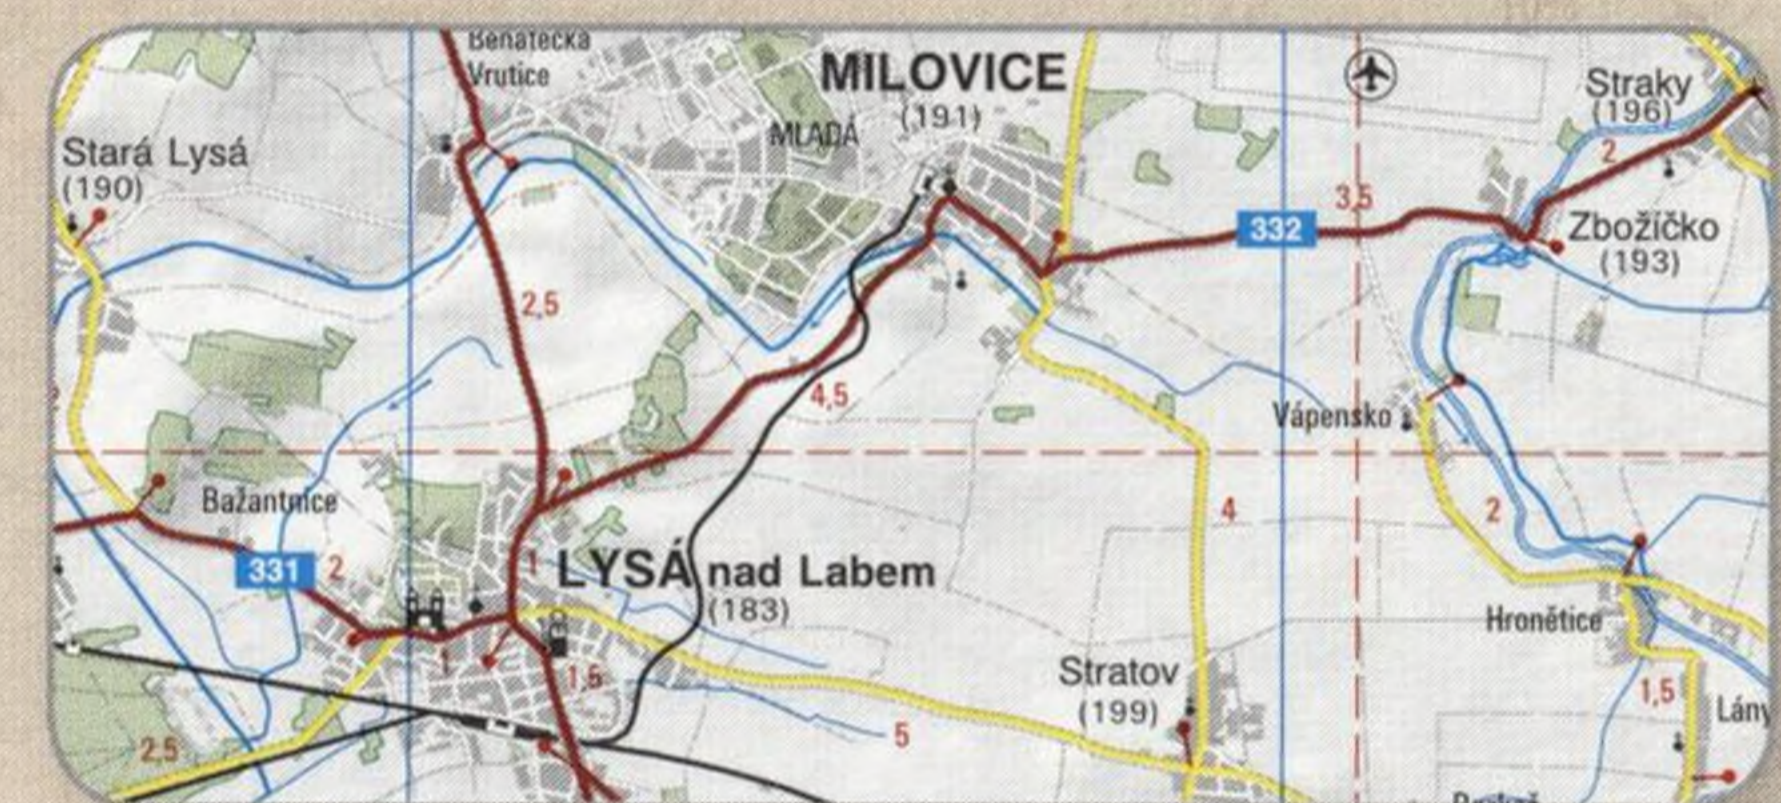 Benátecká
Vrutice
MILOVICE
(191)
MLADÁ
Straky
(196)
2
Stará Lysá
(190)
3,5
332
Zbožíčko
(193)
2,5
4,5
Vápensko
Bažantnice
4
2
331
2
1
LYSÁ nad Labem
(183)
Hronětice
Stratov
(199)
1
1,5
1,5
Lány
5
2,5